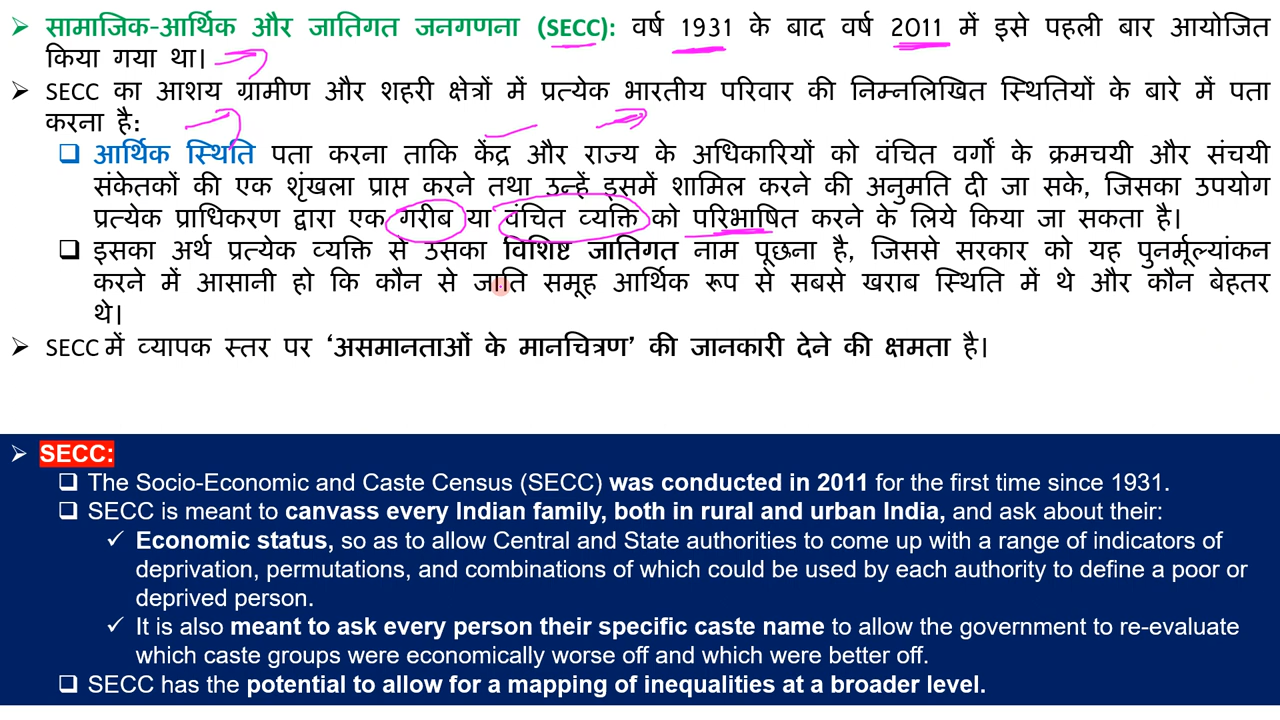 ➢ सामाजिक-आर्थिक और जातिगत जनगणना (SECC): वर्ष 1931 के बाद वर्ष 2011 में इसे पहली बार आयोजित
किया गया था।
➢ SECC का आशय ग्रामीण और शहरी क्षेत्रों में प्रत्येक भारतीय परिवार की निम्नलिखित स्थितियों के बारे में पता
करना है:
❑ आर्थिक स्थिति पता करना ताकि केंद्र और राज्य के अधिकारियों को वंचित वर्गों के क्रमचयी और संचयी
संकेतकों की एक शृंखला प्राप्त करने तथा उन्हें इसमें शामिल करने की अनुमति दी जा सके, जिसका उपयोग
प्रत्येक प्राधिकरण द्वारा एक गरीब या वंचित व्यक्ति को परिभाषित करने के लिये किया जा सकता है।
❑ इसका अर्थ प्रत्येक व्यक्ति से उसका विशिष्ट जातिगत नाम पूछना है, जिससे सरकार को यह पुनर्मूल्यांकन
करने में आसानी हो कि कौन से जाति समूह आर्थिक रूप से सबसे खराब स्थिति में थे और कौन बेहतर
थे।
➢ SECC में व्यापक स्तर पर ‘असमानताओं के मानचित्रण’ की जानकारी देने की क्षमता है।
➢ SECC:
❑ The Socio-Economic and Caste Census (SECC) was conducted in 2011 for the first time since 1931.
❑ SECC is meant to canvass every Indian family, both in rural and urban India, and ask about their:
✓ Economic status, so as to allow Central and State authorities to come up with a range of indicators of
deprivation, permutations, and combinations of which could be used by each authority to define a poor or
deprived person.
✓ It is also meant to ask every person their specific caste name to allow the government to re-evaluate
which caste groups were economically worse off and which were better off.
❑ SECC has the potential to allow for a mapping of inequalities at a broader level.